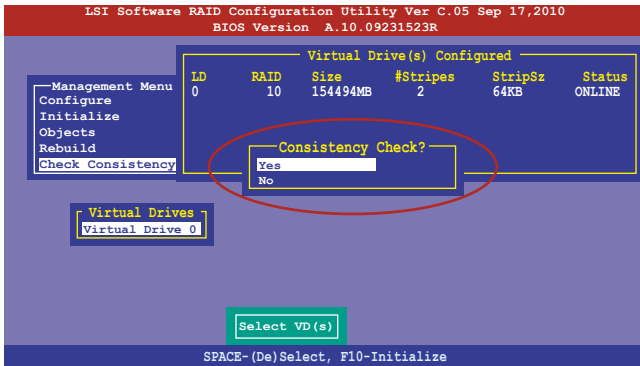 LSI Software RAID Configuration Utility Ver C.05 Sep 17,2010
BIOS Version A.10.09231523R
Virtual Drive(s) Configured
LD RAID Size #Stripes StripSz Status
0 10 154494MB 2 64KB ONLINE
Management Menu
Configure
Initialize
Objects
Rebuild
Check Consistency
Consistency Check?
Yes
No
Virtual Drives
Virtual Drive 0
Select VD(s)
SPACE-(De)Select, F10-Initialize